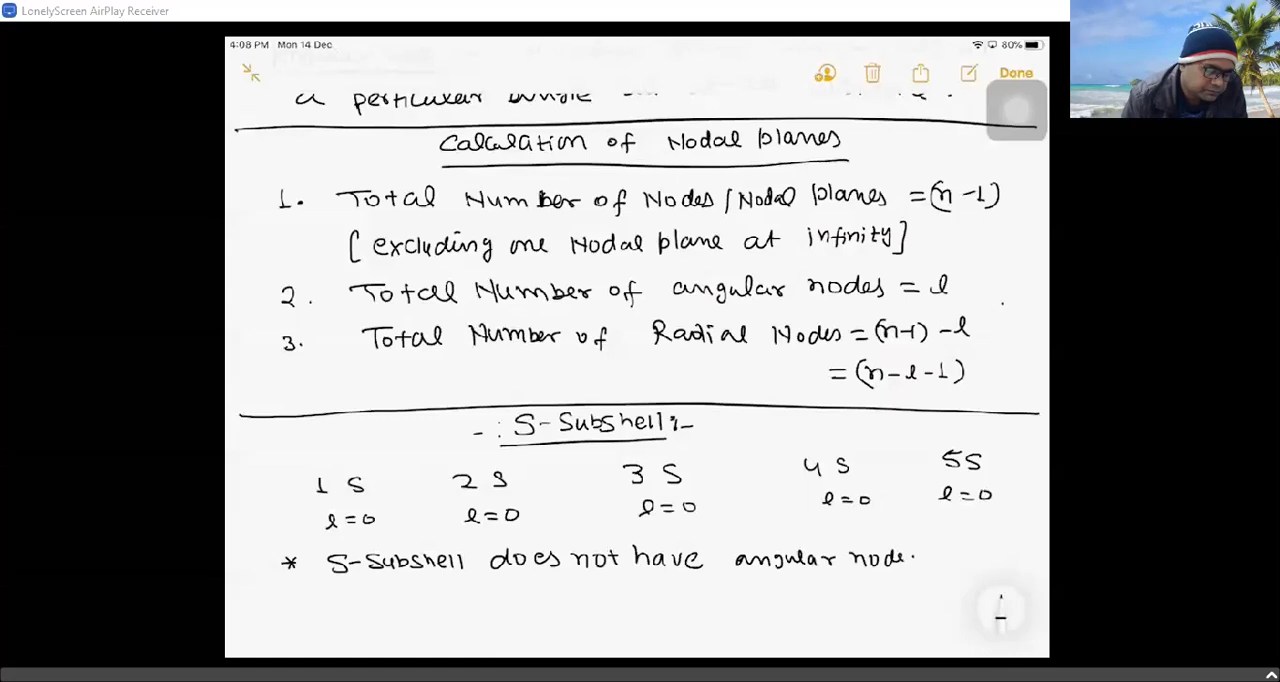 LonelyScreen AirPlay Receiver
4:08 PM Mon 14 Dec
80%
Done
a perticular
Calculation of Nodal planes
1. Total Number of Nodes/Nodal planes = (n-1)
[excluding one Nodal plane at infinity]
2. Total Number of angular nodes = l
3. Total Number of Radial Nodes = (n-1) - l
= (n-l-1)
-: S-Subshell:-
1 S 2 S 3 S 4 S 5S
l=0 l=0 l=0 l=0 l=0
* S-Subshell does not have angular node.